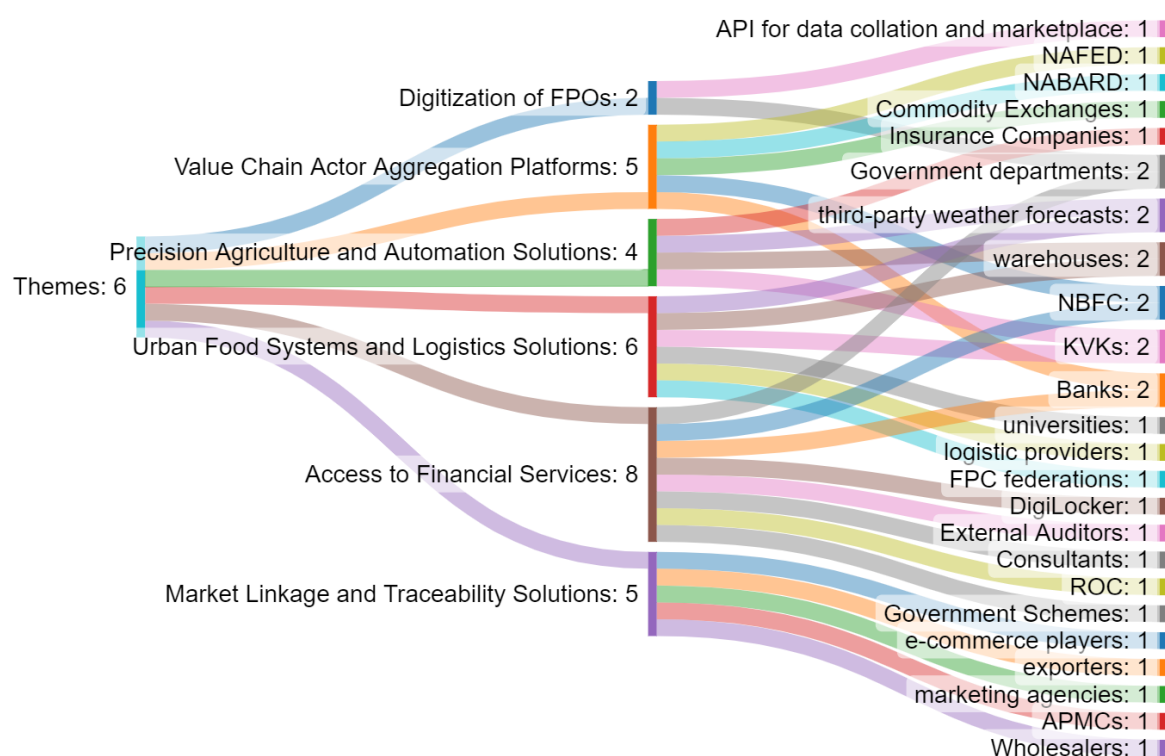 Themes: 6
Digitization of FPOs: 2
Value Chain Actor Aggregation Platforms: 5
Precision Agriculture and Automation Solutions: 4
Urban Food Systems and Logistics Solutions: 6
Access to Financial Services: 8
Market Linkage and Traceability Solutions: 5
API for data collation and marketplace: 1
NAFED: 1
NABARD: 1
Commodity Exchanges: 1
Insurance Companies: 1
Government departments: 2
third-party weather forecasts: 2
warehouses: 2
NBFC: 2
KVKs: 2
Banks: 2
universities: 1
logistic providers: 1
FPC federations: 1
DigiLocker: 1
External Auditors: 1
Consultants: 1
ROC: 1
Government Schemes: 1
e-commerce players: 1
exporters: 1
marketing agencies: 1
APMCs: 1
Wholesalers: 1